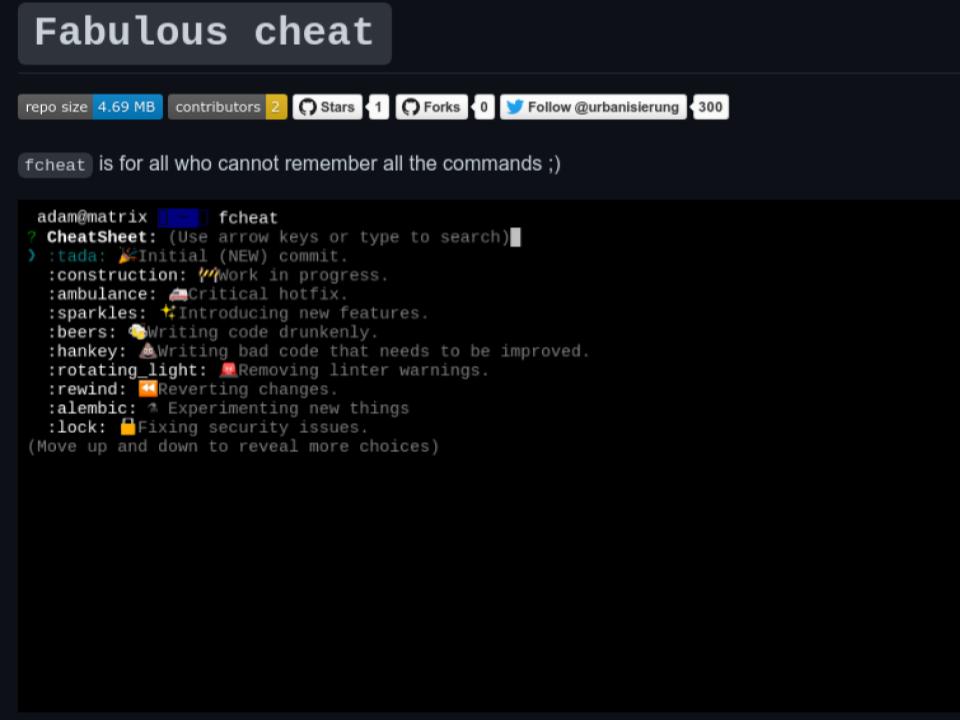 Fabulous cheat
repo size 4.69 MB contributors 2 Stars 1 Forks 0 Follow @urbanisierung 300
fcheat is for all who cannot remember all the commands ;)
adam@matrix ~ fcheat
? CheatSheet: (Use arrow keys or type to search)
❯ :tada: 🎉Initial (NEW) commit.
:construction: 🚧Work in progress.
:ambulance: 🚑Critical hotfix.
:sparkles: ✨Introducing new features.
:beers: 🍻Writing code drunkenly.
:hankey: 💩Writing bad code that needs to be improved.
:rotating_light: 🚨Removing linter warnings.
:rewind: ⏪Reverting changes.
:alembic: ⚗ Experimenting new things
:lock: 🔒Fixing security issues.
(Move up and down to reveal more choices)